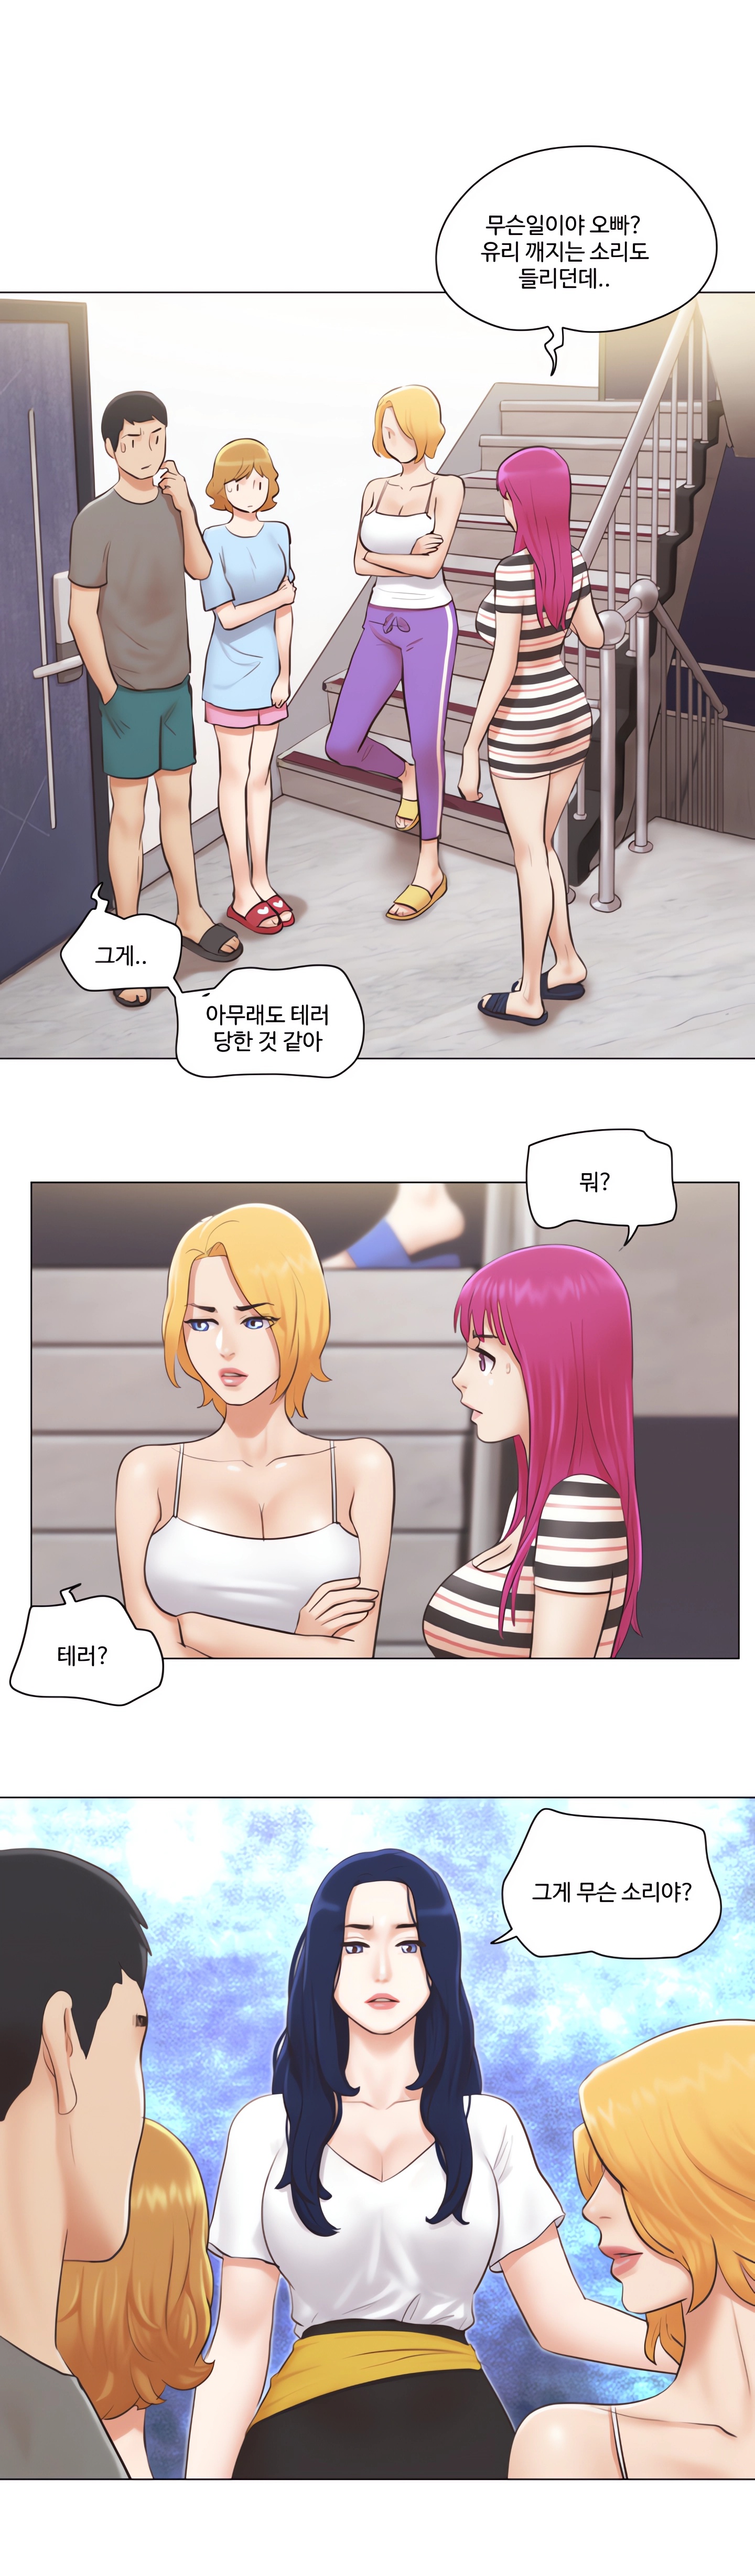 무슨일이야 오빠?
유리 깨지는 소리도
들리던데..
그게..
아무래도 테러
당한 것 같아
뭐?
테러?
그게 무슨 소리야?